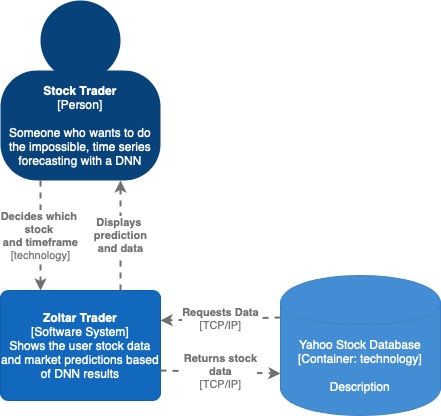 Stock Trader
[Person]
Someone who wants to do
the impossible, time series
forecasting with a DNN
Decides which
stock
and timeframe
[technology]
Displays
prediction
and data
Zoltar Trader
[Software System]
Shows the user stock data
and market predictions based
of DNN results
Requests Data
[TCP/IP]
Returns stock
data
[TCP/IP]
Yahoo Stock Database
[Container: technology]
Description